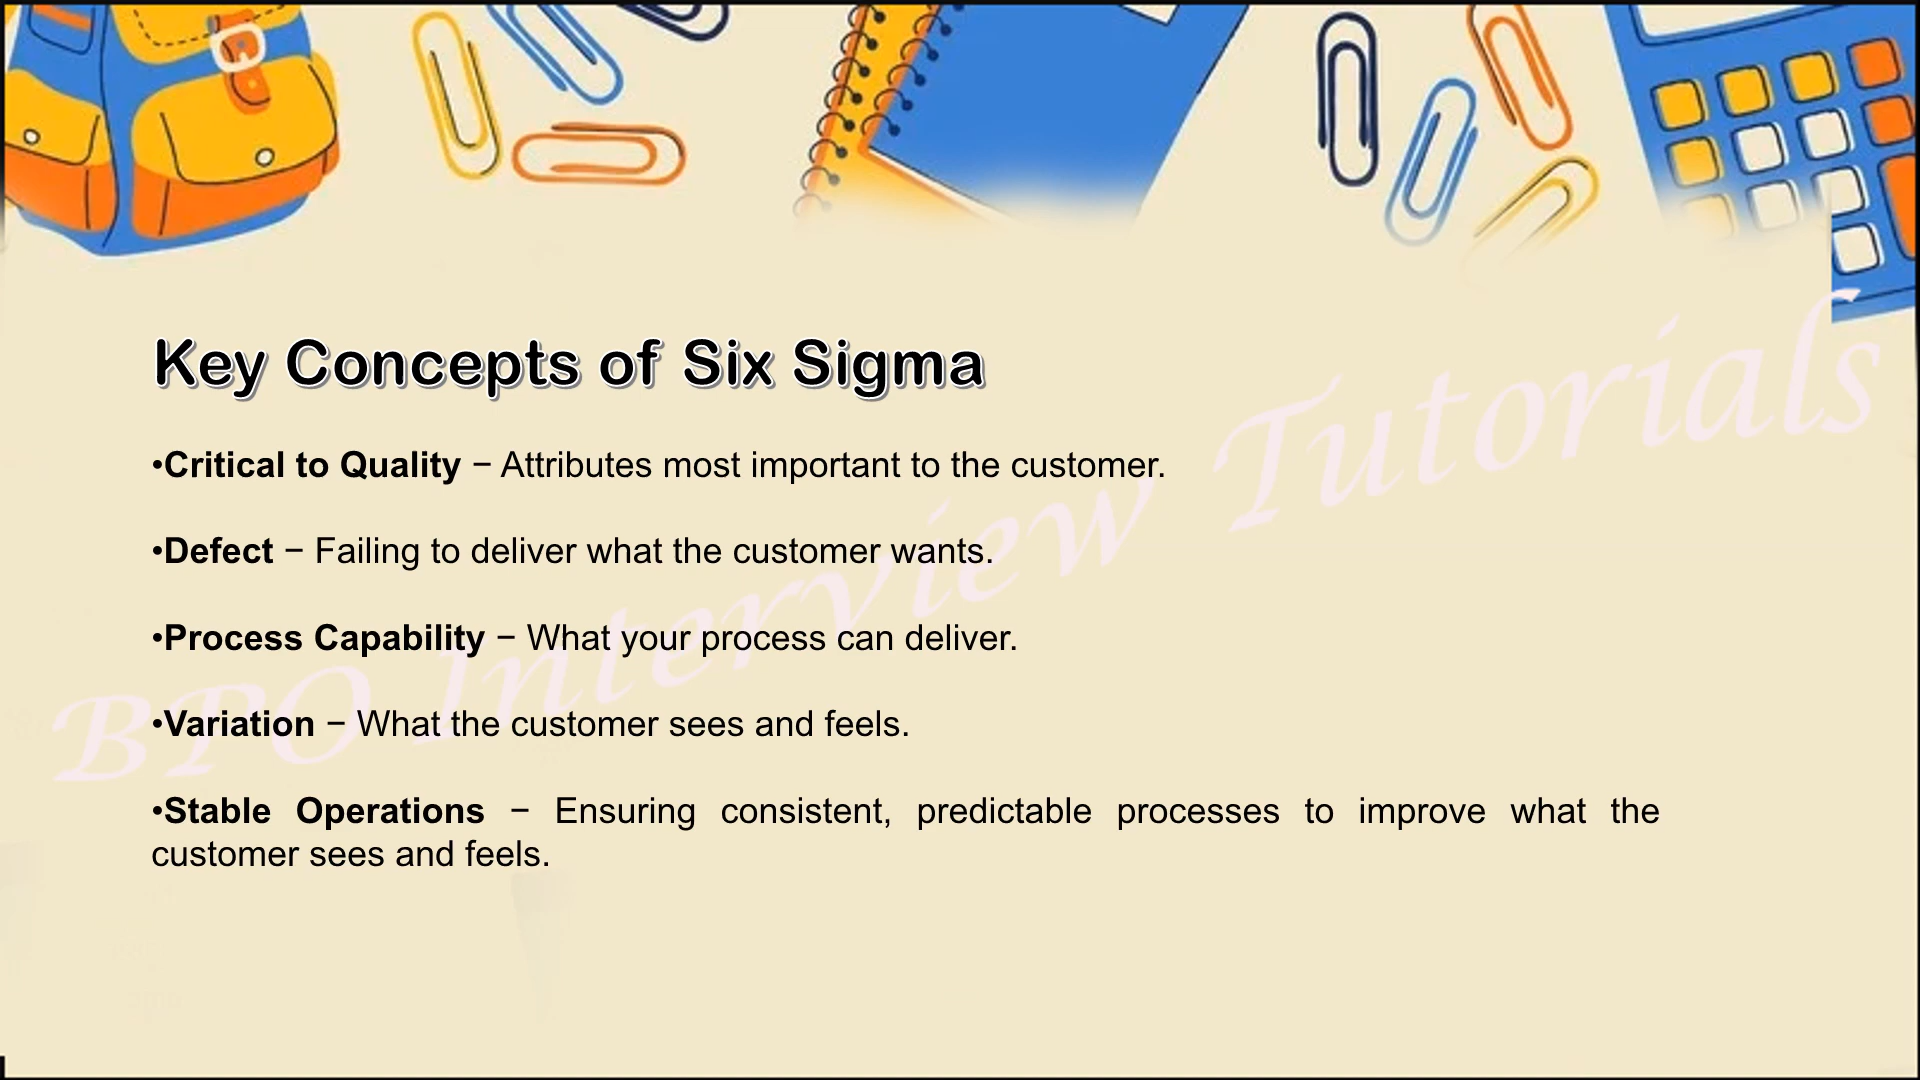 Key Concepts of Six Sigma
•Critical to Quality − Attributes most important to the customer.
•Defect − Failing to deliver what the customer wants.
•Process Capability − What your process can deliver.
•Variation − What the customer sees and feels.
•Stable Operations − Ensuring consistent, predictable processes to improve what the
customer sees and feels.
BPO Interview Tutorials